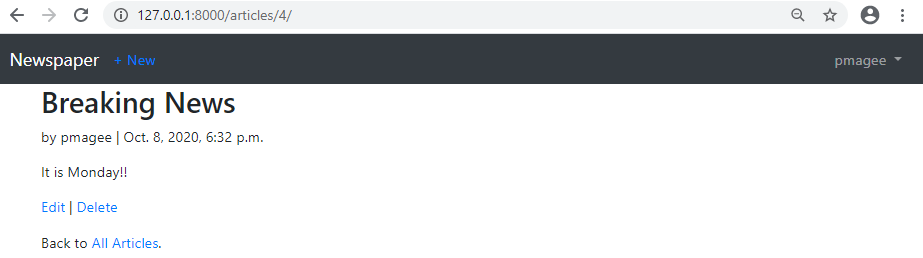 127.0.0.1:8000/articles/4/
Newspaper + New pmagee
Breaking News
by pmagee | Oct. 8, 2020, 6:32 p.m.
It is Monday!!
Edit | Delete
Back to All Articles.